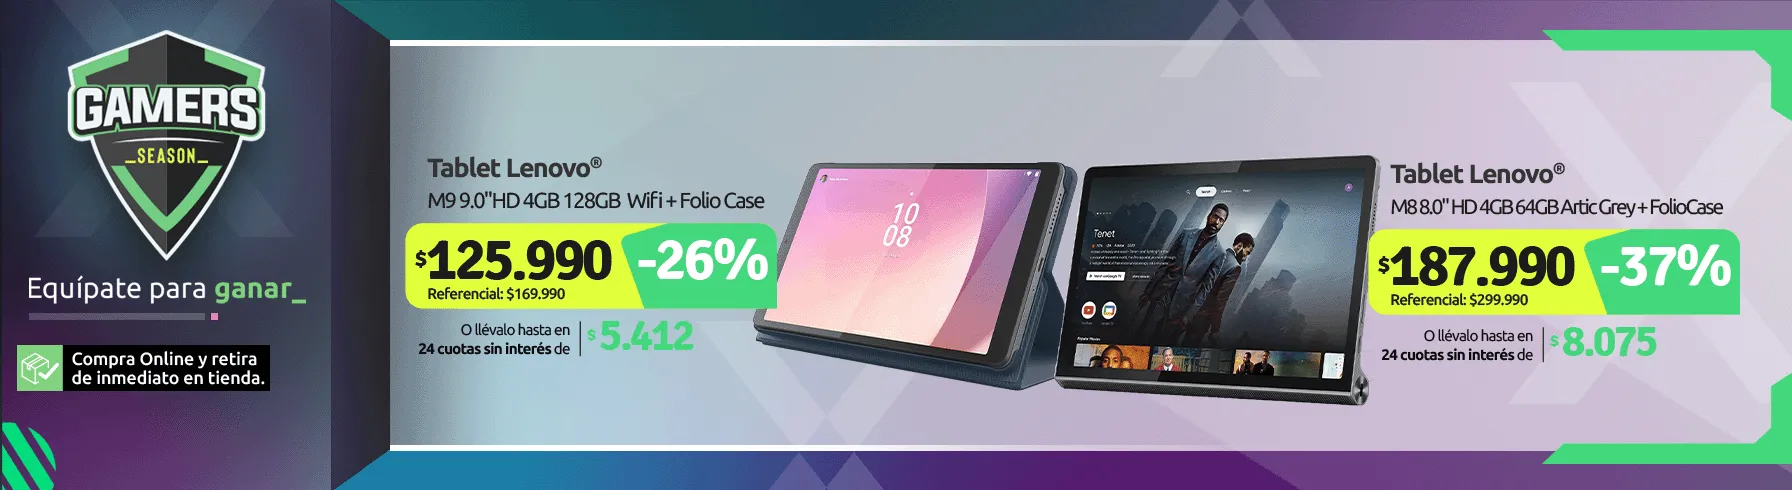 GAMERS
_SEASON_
Equípate para ganar_
Compra Online y retira
de inmediato en tienda.
Tablet Lenovo®
M9 9.0" HD 4GB 128GB Wifi + Folio Case
$125.990 -26%
Referencial: $169.990
O llévalo hasta en
24 cuotas sin interés de $ 5.412
10
08
Tenet
Popular Movies
Tablet Lenovo®
M8 8.0" HD 4GB 64GB Artic Grey + FolioCase
$187.990 -37%
Referencial: $299.990
O llévalo hasta en
24 cuotas sin interés de $ 8.075